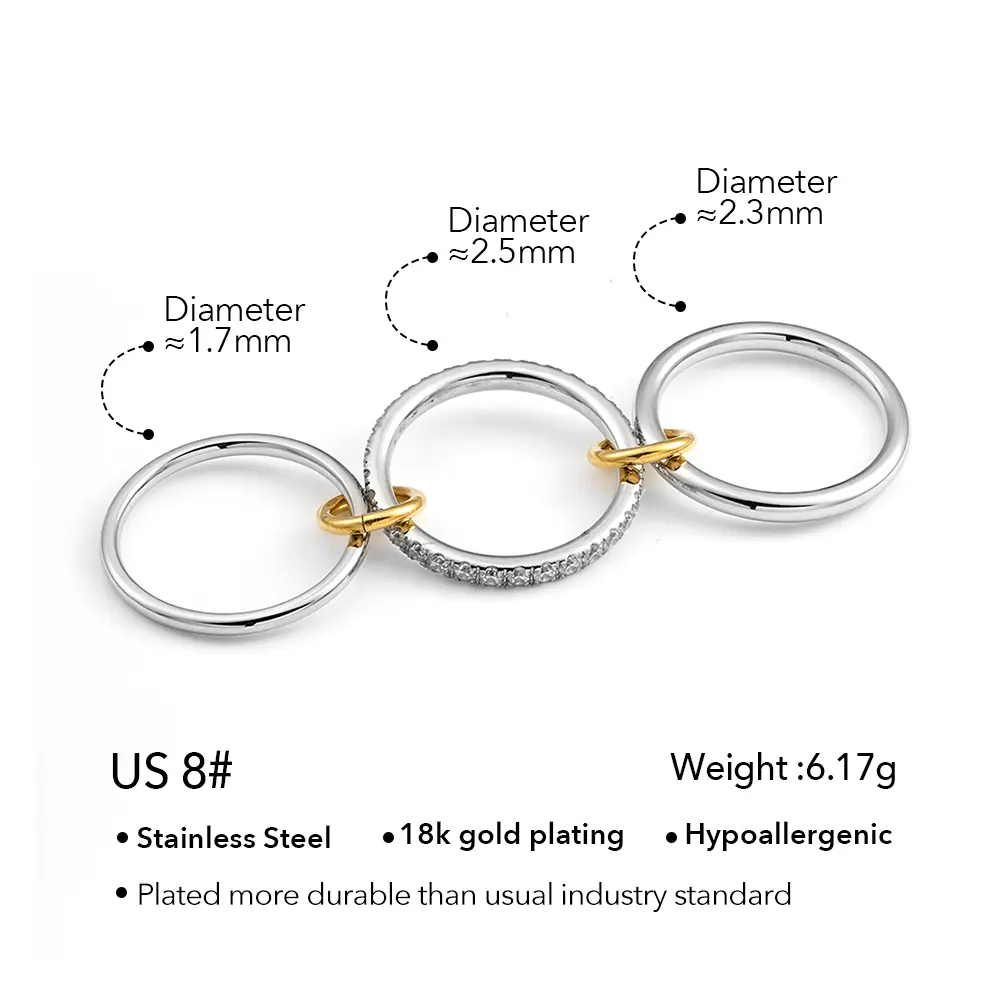 Diameter
≈2.3mm
Diameter
≈2.5mm
Diameter
≈1.7mm
US 8#
Weight :6.17g
• Stainless Steel
• 18k gold plating
• Hypoallergenic
• Plated more durable than usual industry standard